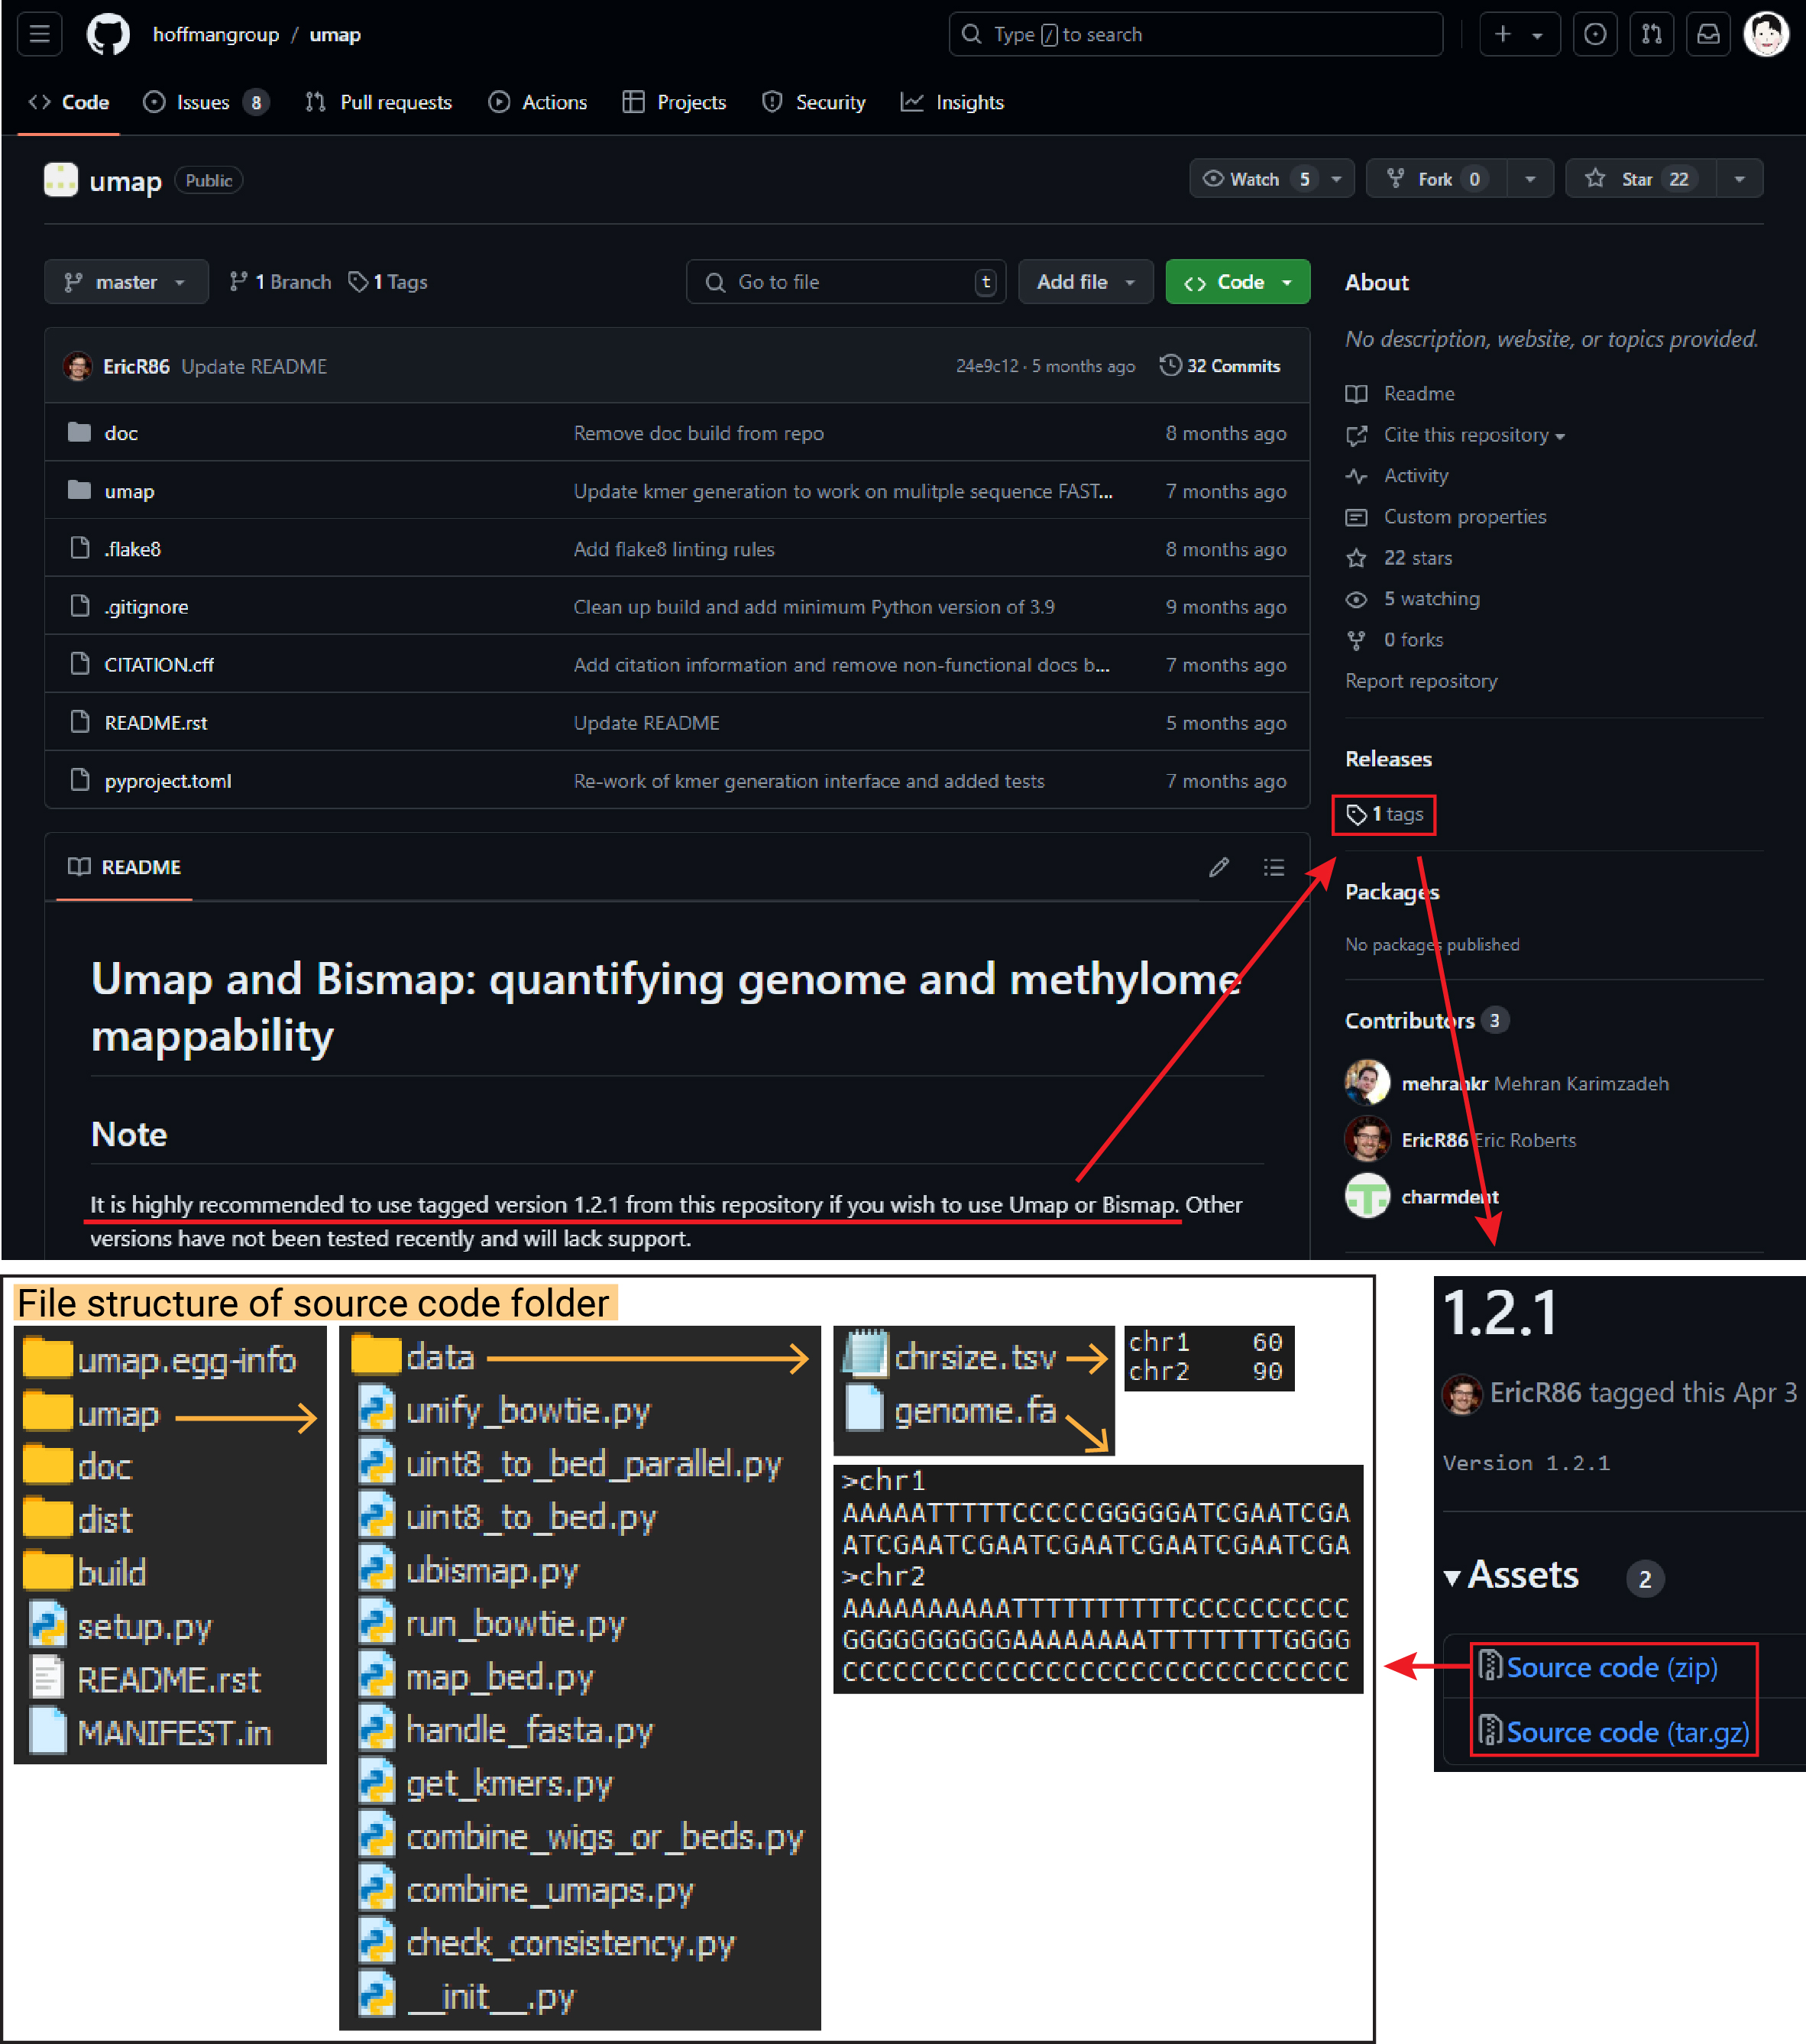 hoffmangroup / umap
Type / to search
Code
Issues 8
Pull requests
Actions
Projects
Security
Insights
umap Public
Watch 5
Fork 0
Star 22
master
1 Branch
1 Tags
Go to file t
Add file
Code
EricR86 Update README 24e9c12 · 5 months ago 32 Commits
doc Remove doc build from repo 8 months ago
umap Update kmer generation to work on mulitple sequence FAST... 7 months ago
.flake8 Add flake8 linting rules 8 months ago
.gitignore Clean up build and add minimum Python version of 3.9 9 months ago
CITATION.cff Add citation information and remove non-functional docs b... 7 months ago
README.rst Update README 5 months ago
pyproject.toml Re-work of kmer generation interface and added tests 7 months ago
README
Umap and Bismap: quantifying genome and methylome
mappability
Note
It is highly recommended to use tagged version 1.2.1 from this repository if you wish to use Umap or Bismap. Other
versions have not been tested recently and will lack support.
About
No description, website, or topics provided.
Readme
Cite this repository
Activity
Custom properties
22 stars
5 watching
0 forks
Report repository
Releases
1 tags
Packages
No packages published
Contributors 3
mehrankr Mehran Karimzadeh
EricR86 Eric Roberts
charmdent
File structure of source code folder
umap.egg-info
umap
doc
dist
build
setup.py
README.rst
MANIFEST.in
data
unify_bowtie.py
uint8_to_bed_parallel.py
uint8_to_bed.py
ubismap.py
run_bowtie.py
map_bed.py
handle_fasta.py
get_kmers.py
combine_wigs_or_beds.py
combine_umaps.py
check_consistency.py
__init__.py
chrsize.tsv
genome.fa
chr1 60
chr2 90
>chr1
AAAAATTTTTCCCCCGGGGGATCGAATCGA
ATCGAATCGAATCGAATCGAATCGAATCGA
>chr2
AAAAAAAAAATTTTTTTTTTCCCCCCCCCC
GGGGGGGGGGAAAAAAAATTTTTTTTGGGG
CCCCCCCCCCCCCCCCCCCCCCCCCCCCCC
1.2.1
EricR86 tagged this Apr 3
Version 1.2.1
Assets 2
Source code (zip)
Source code (tar.gz)